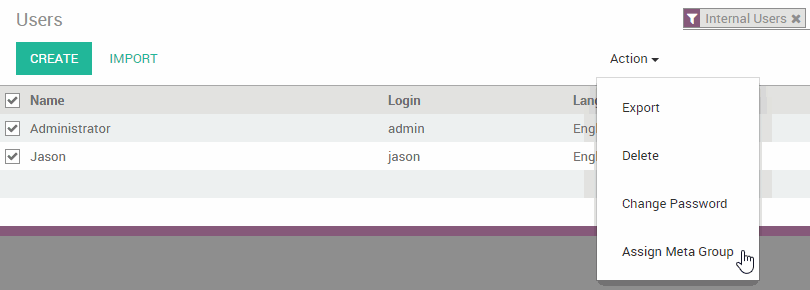 Users
Internal Users
CREATE IMPORT Action
Name Login Lang
Administrator admin Engl
Jason jason Engl
Export
Delete
Change Password
Assign Meta Group